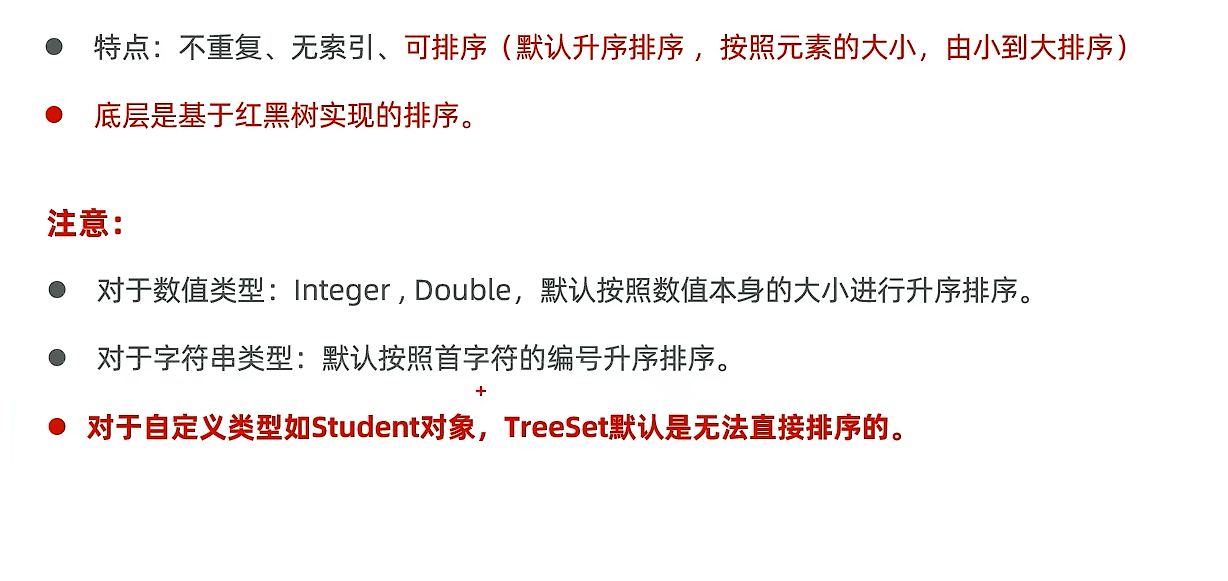 特点：不重复、无索引、可排序（默认升序排序 ，按照元素的大小，由小到大排序）
底层是基于红黑树实现的排序。
注意：
对于数值类型：Integer , Double，默认按照数值本身的大小进行升序排序。
对于字符串类型：默认按照首字符的编号升序排序。
对于自定义类型如Student对象，TreeSet默认是无法直接排序的。